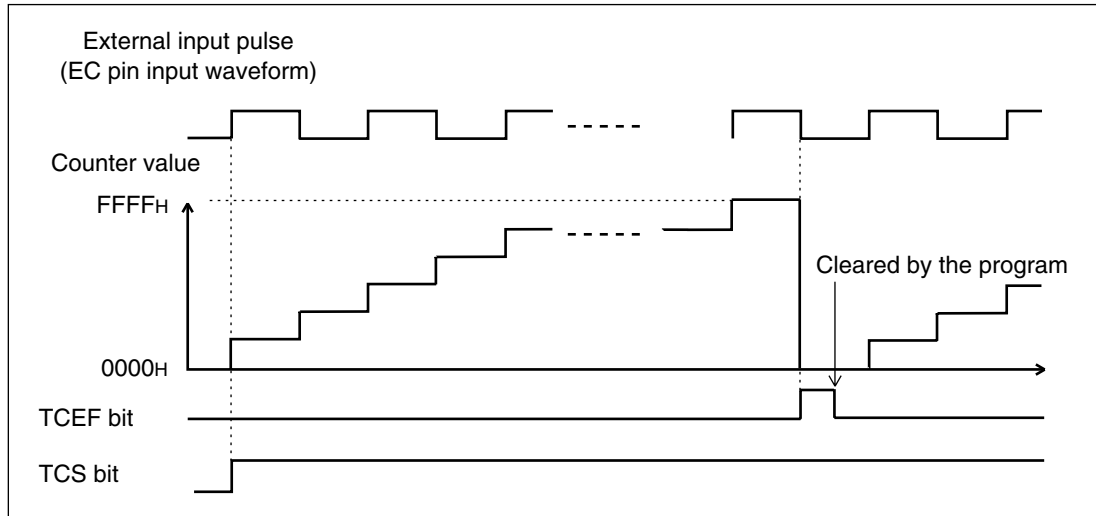 External input pulse
(EC pin input waveform)
Counter value
FFFFH
Cleared by the program
0000H
TCEF bit
TCS bit